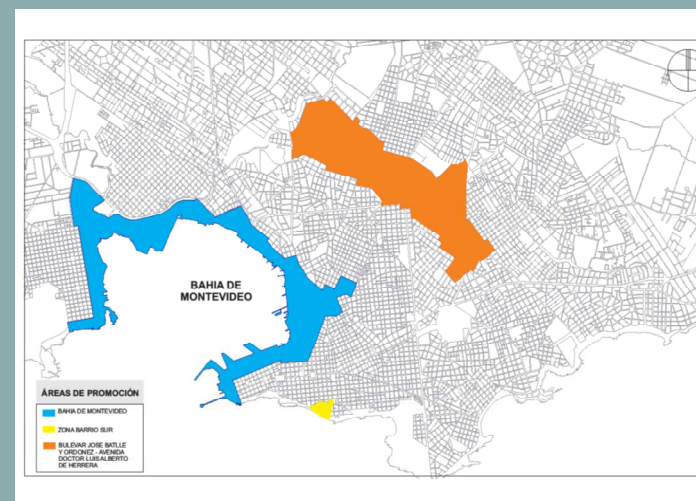 BAHIA DE
MONTEVIDEO
ÁREAS DE PROMOCIÓN
BAHIA DE MONTEVIDEO
ZONA BARRIO SUR
BULEVAR JOSE BATLLE
Y ORDONEZ - AVENIDA
DOCTOR LUIS ALBERTO
DE HERRERA